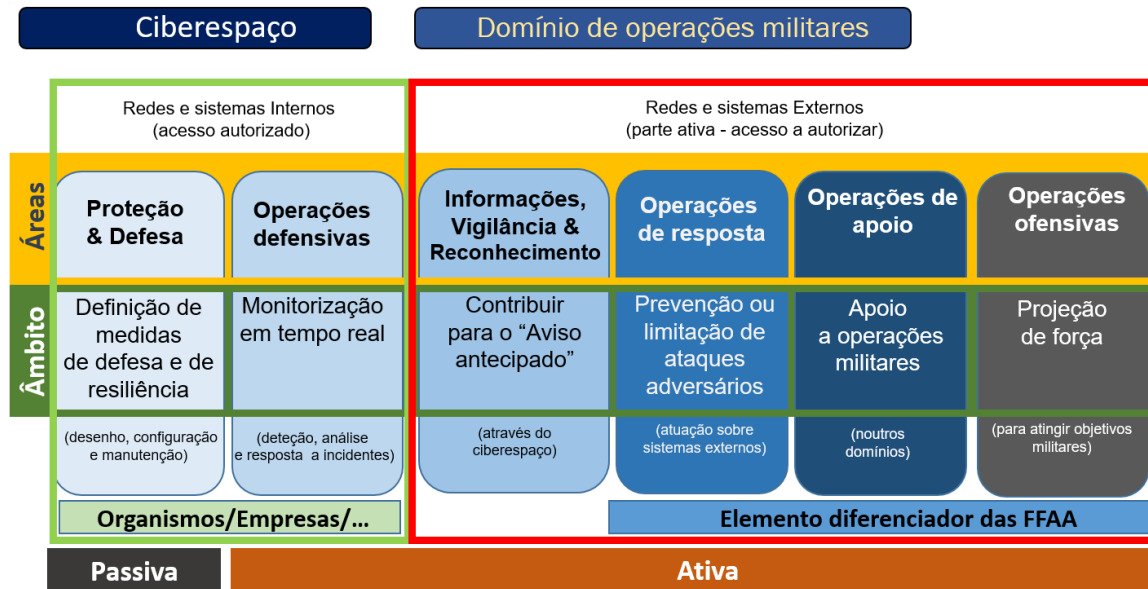 Ciberespaço
Domínio de operações militares
Redes e sistemas Internos
(acesso autorizado)
Redes e sistemas Externos
(parte ativa - acesso a autorizar)
Áreas
Proteção
& Defesa
Operações
defensivas
Informações,
Vigilância &
Reconhecimento
Operações
de resposta
Operações de
apoio
Operações
ofensivas
Âmbito
Definição de
medidas
de defesa e de
resiliência
Monitorização
em tempo real
Contribuir
para o “Aviso
antecipado”
Prevenção ou
limitação de
ataques
adversários
Apoio
a operações
militares
Projeção
de força
(desenho, configuração
e manutenção)
(deteção, análise
e resposta a incidentes)
(através do
ciberespaço)
(atuação sobre
sistemas externos)
(noutros
domínios)
(para atingir objetivos
militares)
Organismos/Empresas/...
Elemento diferenciador das FFAA
Passiva
Ativa